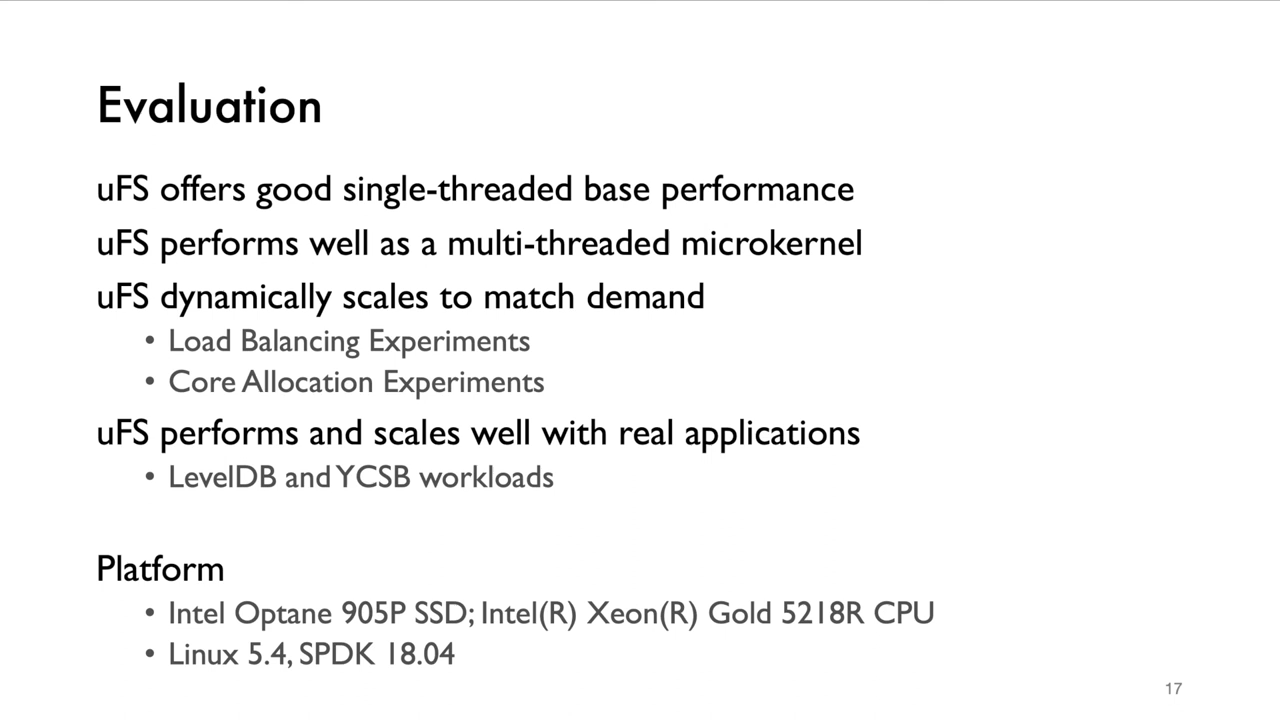 Evaluation
uFS offers good single-threaded base performance
uFS performs well as a multi-threaded microkernel
uFS dynamically scales to match demand
• Load Balancing Experiments
• Core Allocation Experiments
uFS performs and scales well with real applications
• LevelDB and YCSB workloads
Platform
• Intel Optane 905P SSD; Intel(R) Xeon(R) Gold 5218R CPU
• Linux 5.4, SPDK 18.04
17